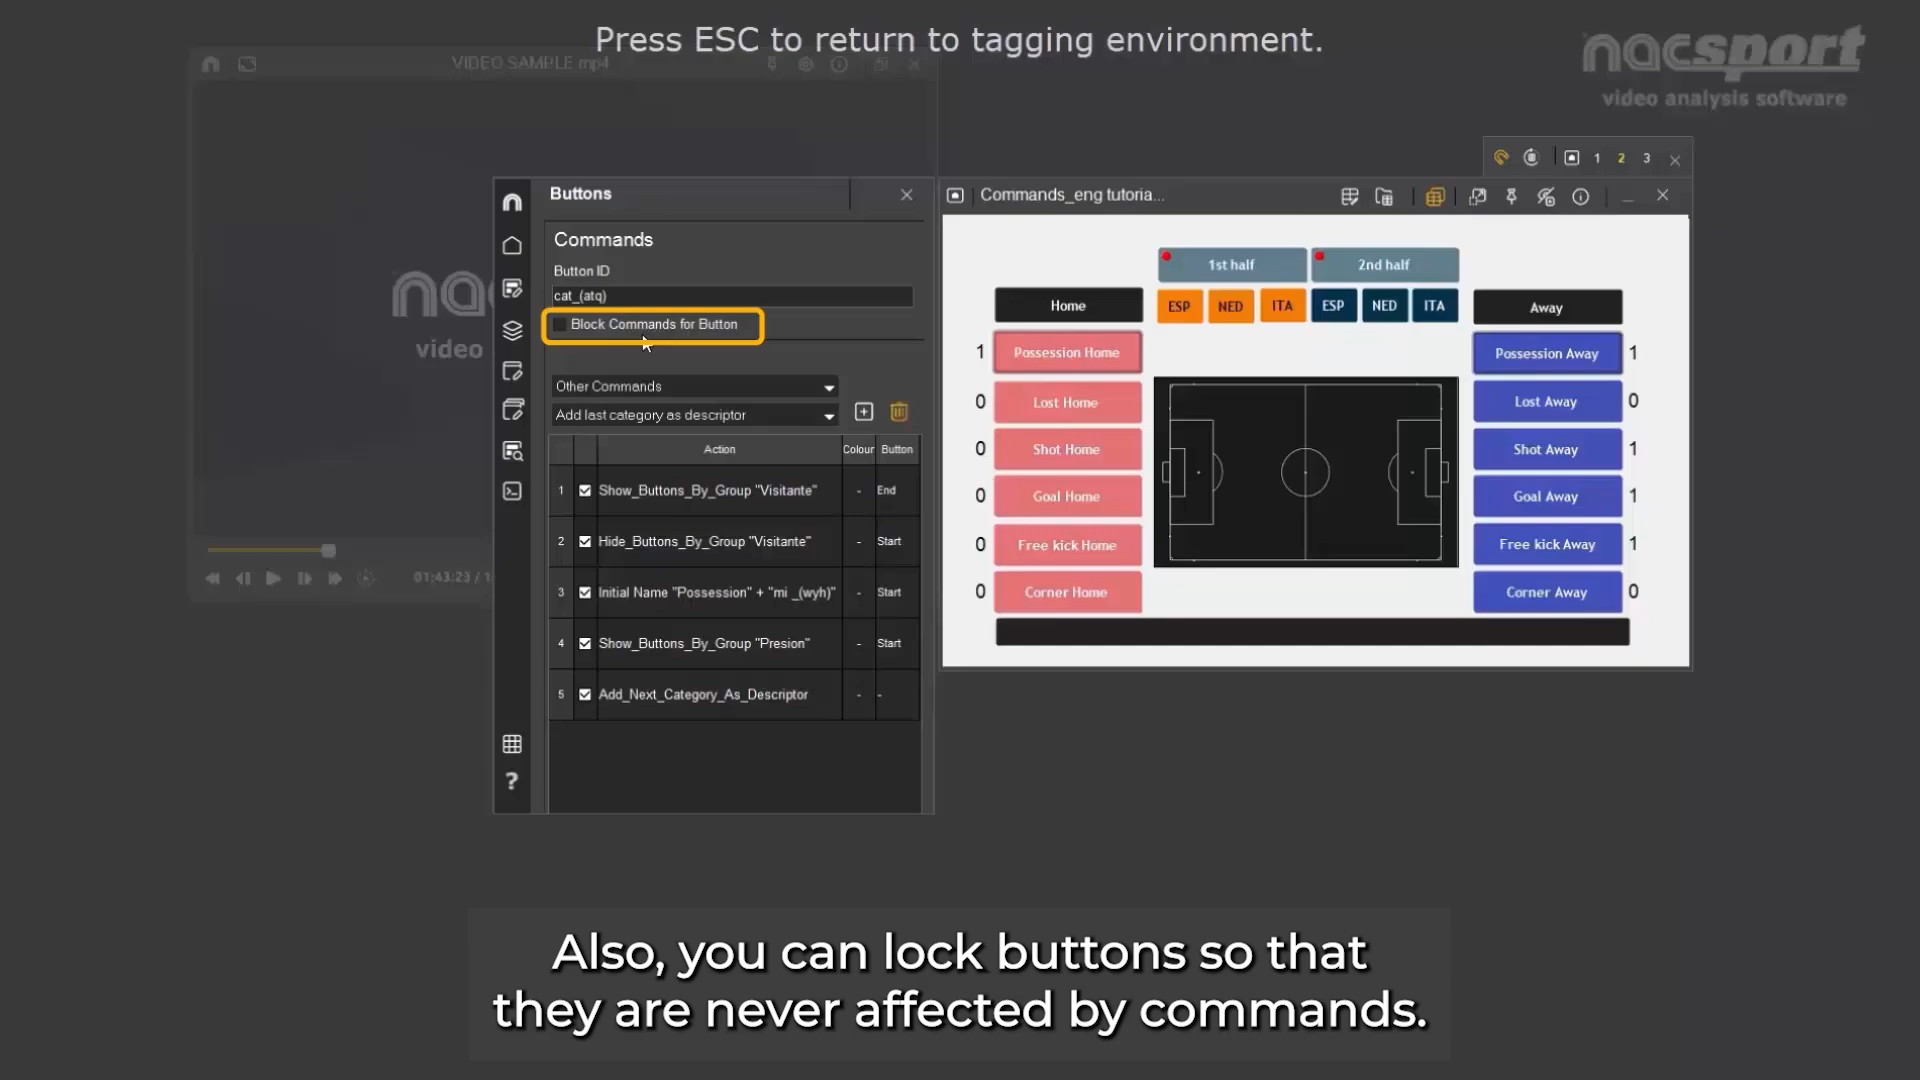 Press ESC to return to tagging environment.
nacsport
video analysis software
VIDEO SAMPLE.mp4
video
Buttons
Commands
Button ID
cat_(atq)
Block Commands for Button
Other Commands
Add last category as descriptor
Action Colour Button
1 Show_Buttons_By_Group "Visitante" - End
2 Hide_Buttons_By_Group "Visitante" - Start
3 Initial Name "Possession" + "mi _(wyh)" - Start
4 Show_Buttons_By_Group "Presion" - Start
5 Add_Next_Category_As_Descriptor - -
?
1 2 3
Commands_eng tutoria...
1st half 2nd half
Home ESP NED ITA ESP NED ITA Away
1 Possession Home Possession Away 1
0 Lost Home Lost Away 0
0 Shot Home Shot Away 1
0 Goal Home Goal Away 1
0 Free kick Home Free kick Away 1
0 Corner Home Corner Away 0
01:43:23 / 1
Also, you can lock buttons so that
they are never affected by commands.